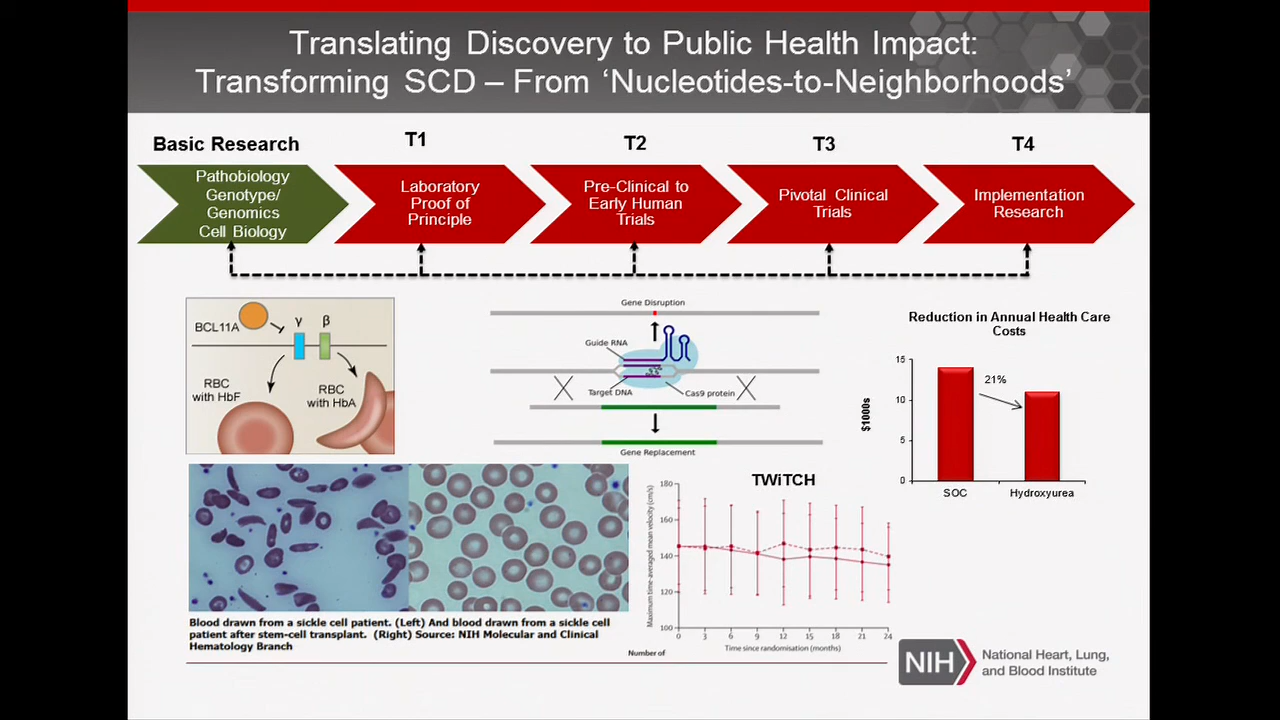 Translating Discovery to Public Health Impact:
Transforming SCD – From ‘Nucleotides-to-Neighborhoods’
Basic Research
T1
T2
T3
T4
Pathobiology
Genotype/
Genomics
Cell Biology
Laboratory
Proof of
Principle
Pre-Clinical to
Early Human
Trials
Pivotal Clinical
Trials
Implementation
Research
BCL11A
γ
β
RBC
with HbF
RBC
with HbA
Gene Disruption
Guide RNA
Target DNA
Cas9 protein
Gene Replacement
Reduction in Annual Health Care
Costs
$1000s
15
10
5
0
21%
SOC
Hydroxyurea
Blood drawn from a sickle cell patient. (Left) And blood drawn from a sickle cell
patient after stem-cell transplant. (Right) Source: NIH Molecular and Clinical
Hematology Branch
TWiTCH
Maximum time-averaged mean velocity (cm/s)
180
160
140
120
100
0 3 6 9 12 15 18 21 24
Time since randomisation (months)
Number of
NIH
National Heart, Lung,
and Blood Institute